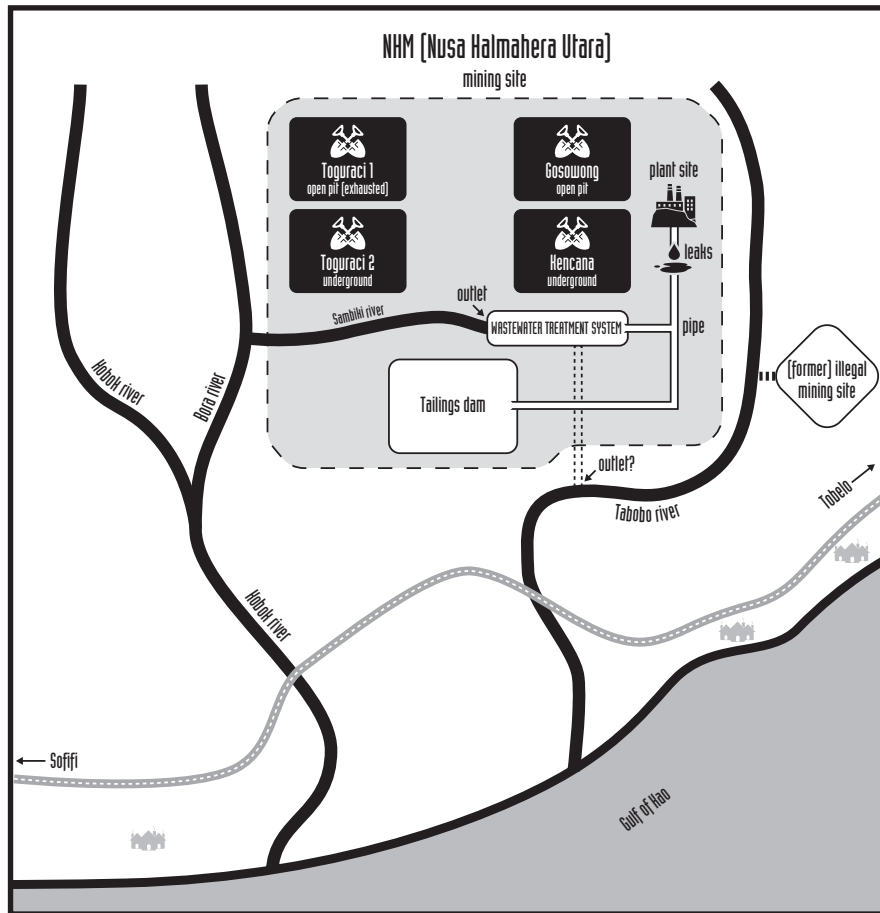 NHM (Nusa Halmahera Utara)
mining site
Toguraci 1
open pit (exhausted)
Gosowong
open pit
plant site
Toguraci 2
underground
Kencana
underground
leaks
outlet
Sambiki river
WASTEWATER TREATMENT SYSTEM
pipe
Kobok river
Bora river
(former) illegal
mining site
Tailings dam
outlet?
Tabobo river
Tobelo
Kobok river
Sofifi
Gulf of Kao